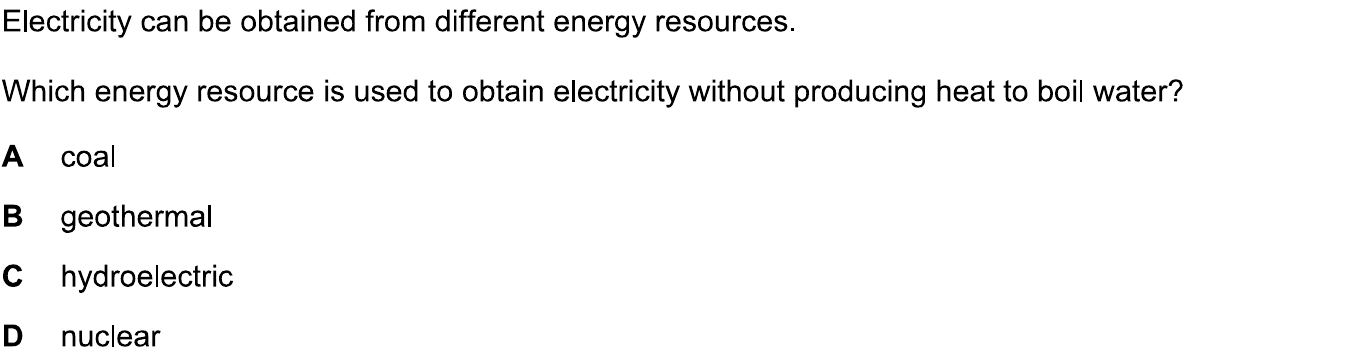 Electricity can be obtained from different energy resources.
Which energy resource is used to obtain electricity without producing heat to boil water?
A coal
B geothermal
C hydroelectric
D nuclear